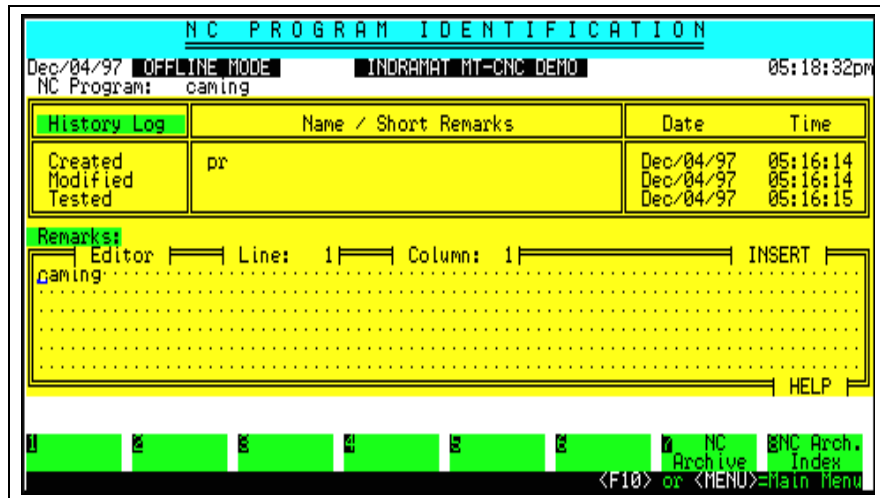 NC PROGRAM IDENTIFICATION
Dec/04/97 OFFLINE MODE INDRAMAT MT-CNC DEMO 05:18:32pm
NC Program: caming
History Log Name / Short Remarks Date Time
Created pr Dec/04/97 05:16:14
Modified Dec/04/97 05:16:14
Tested Dec/04/97 05:16:15
Remarks:
Editor Line: 1 Column: 1 INSERT
caming
HELP
1 2 3 4 5 6 7 NC 8NC Arch.
Archive Index
<F10> or <MENU>=Main Menu